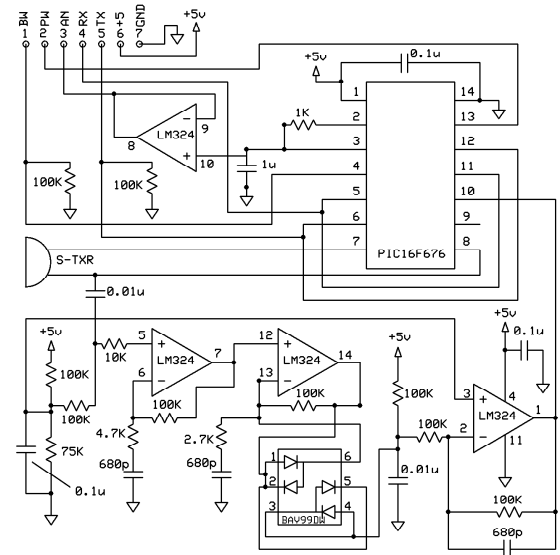 BW PW AN RX TX +5 GND
1 2 3 4 5 6 7
+5v
+5v
0.1u
1 14
1K
2 13
LM324
9
8
10
3 12
1u
4 11
100K
100K
5 10
6 9
7 8
PIC16F676
S-TXR
0.01u
+5v
+5v
+5v
0.1u
5
10K
LM324
7
6
12
LM324
14
13
100K
100K
100K
100K
100K
4.7K
2.7K
75K
680p
680p
0.1u
3
4
LM324
1
2
11
100K
0.01u
1 6
2 5
3 4
BAV99DW
100K
680p